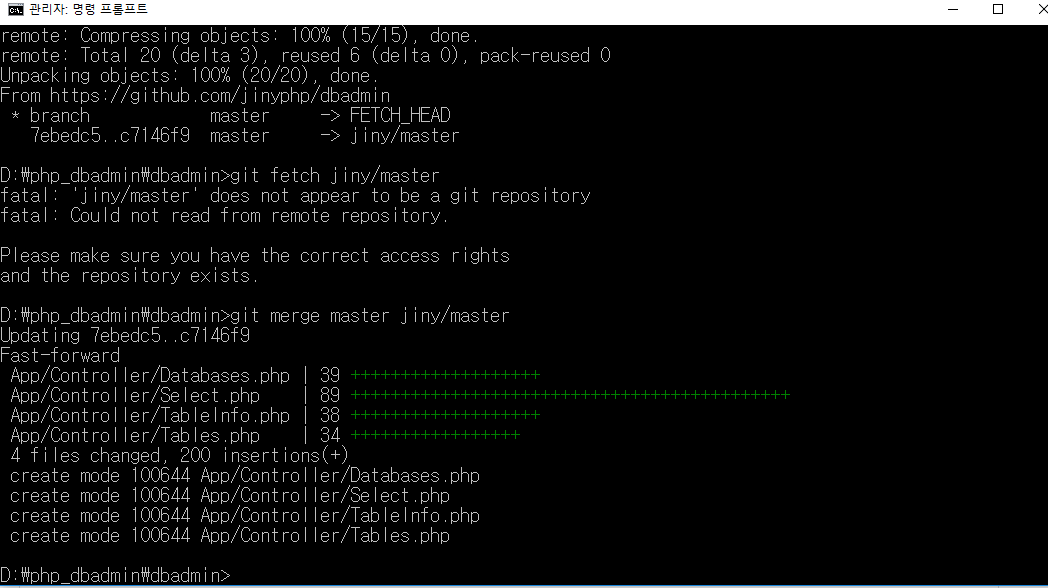 관리자: 명령 프롬프트
remote: Compressing objects: 100% (15/15), done.
remote: Total 20 (delta 3), reused 6 (delta 0), pack-reused 0
Unpacking objects: 100% (20/20), done.
From https://github.com/jinyphp/dbadmin
 * branch            master     -> FETCH_HEAD
   7ebedc5..c7146f9  master     -> jiny/master
D:₩php_dbadmin₩dbadmin>git fetch jiny/master
fatal: 'jiny/master' does not appear to be a git repository
fatal: Could not read from remote repository.
Please make sure you have the correct access rights
and the repository exists.
D:₩php_dbadmin₩dbadmin>git merge master jiny/master
Updating 7ebedc5..c7146f9
Fast-forward
 App/Controller/Databases.php | 39 +++++++++++++++++++
 App/Controller/Select.php    | 89 ++++++++++++++++++++++++++++++++++++++++++++
 App/Controller/TableInfo.php | 38 +++++++++++++++++++
 App/Controller/Tables.php    | 34 +++++++++++++++++
 4 files changed, 200 insertions(+)
 create mode 100644 App/Controller/Databases.php
 create mode 100644 App/Controller/Select.php
 create mode 100644 App/Controller/TableInfo.php
 create mode 100644 App/Controller/Tables.php
D:₩php_dbadmin₩dbadmin>